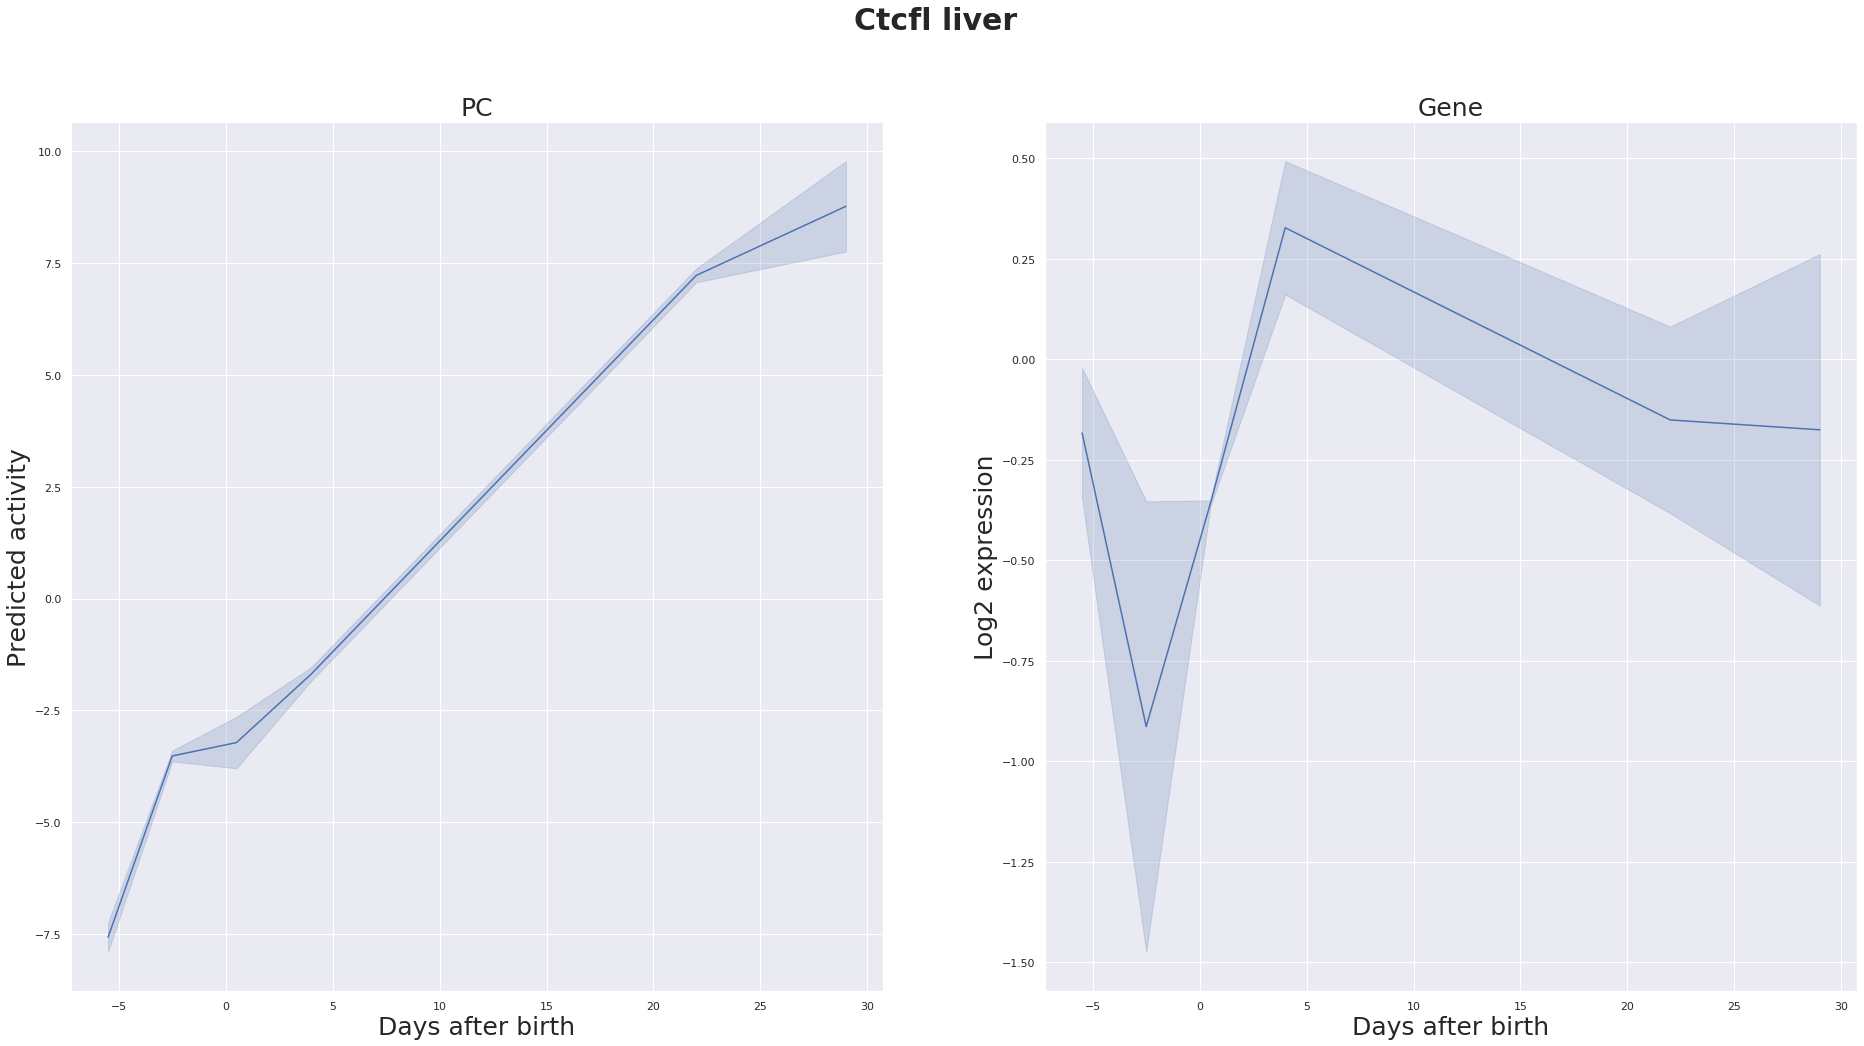 Ctcfl liver
PC
Predicted activity
10.0
7.5
5.0
2.5
0.0
−2.5
−5.0
−7.5
−5 0 5 10 15 20 25 30
Days after birth
Gene
Log2 expression
0.50
0.25
0.00
−0.25
−0.50
−0.75
−1.00
−1.25
−1.50
−5 0 5 10 15 20 25 30
Days after birth